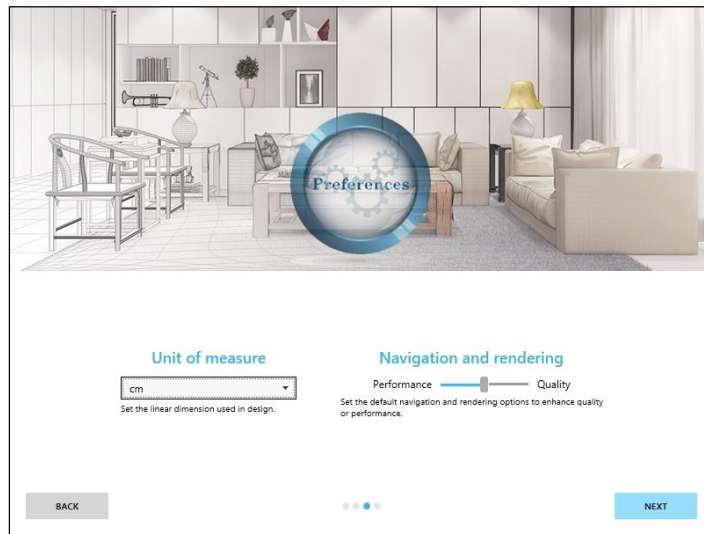 Preferences
Unit of measure
cm
Set the linear dimension used in design.
Navigation and rendering
Performance Quality
Set the default navigation and rendering options to enhance quality
or performance.
BACK
NEXT